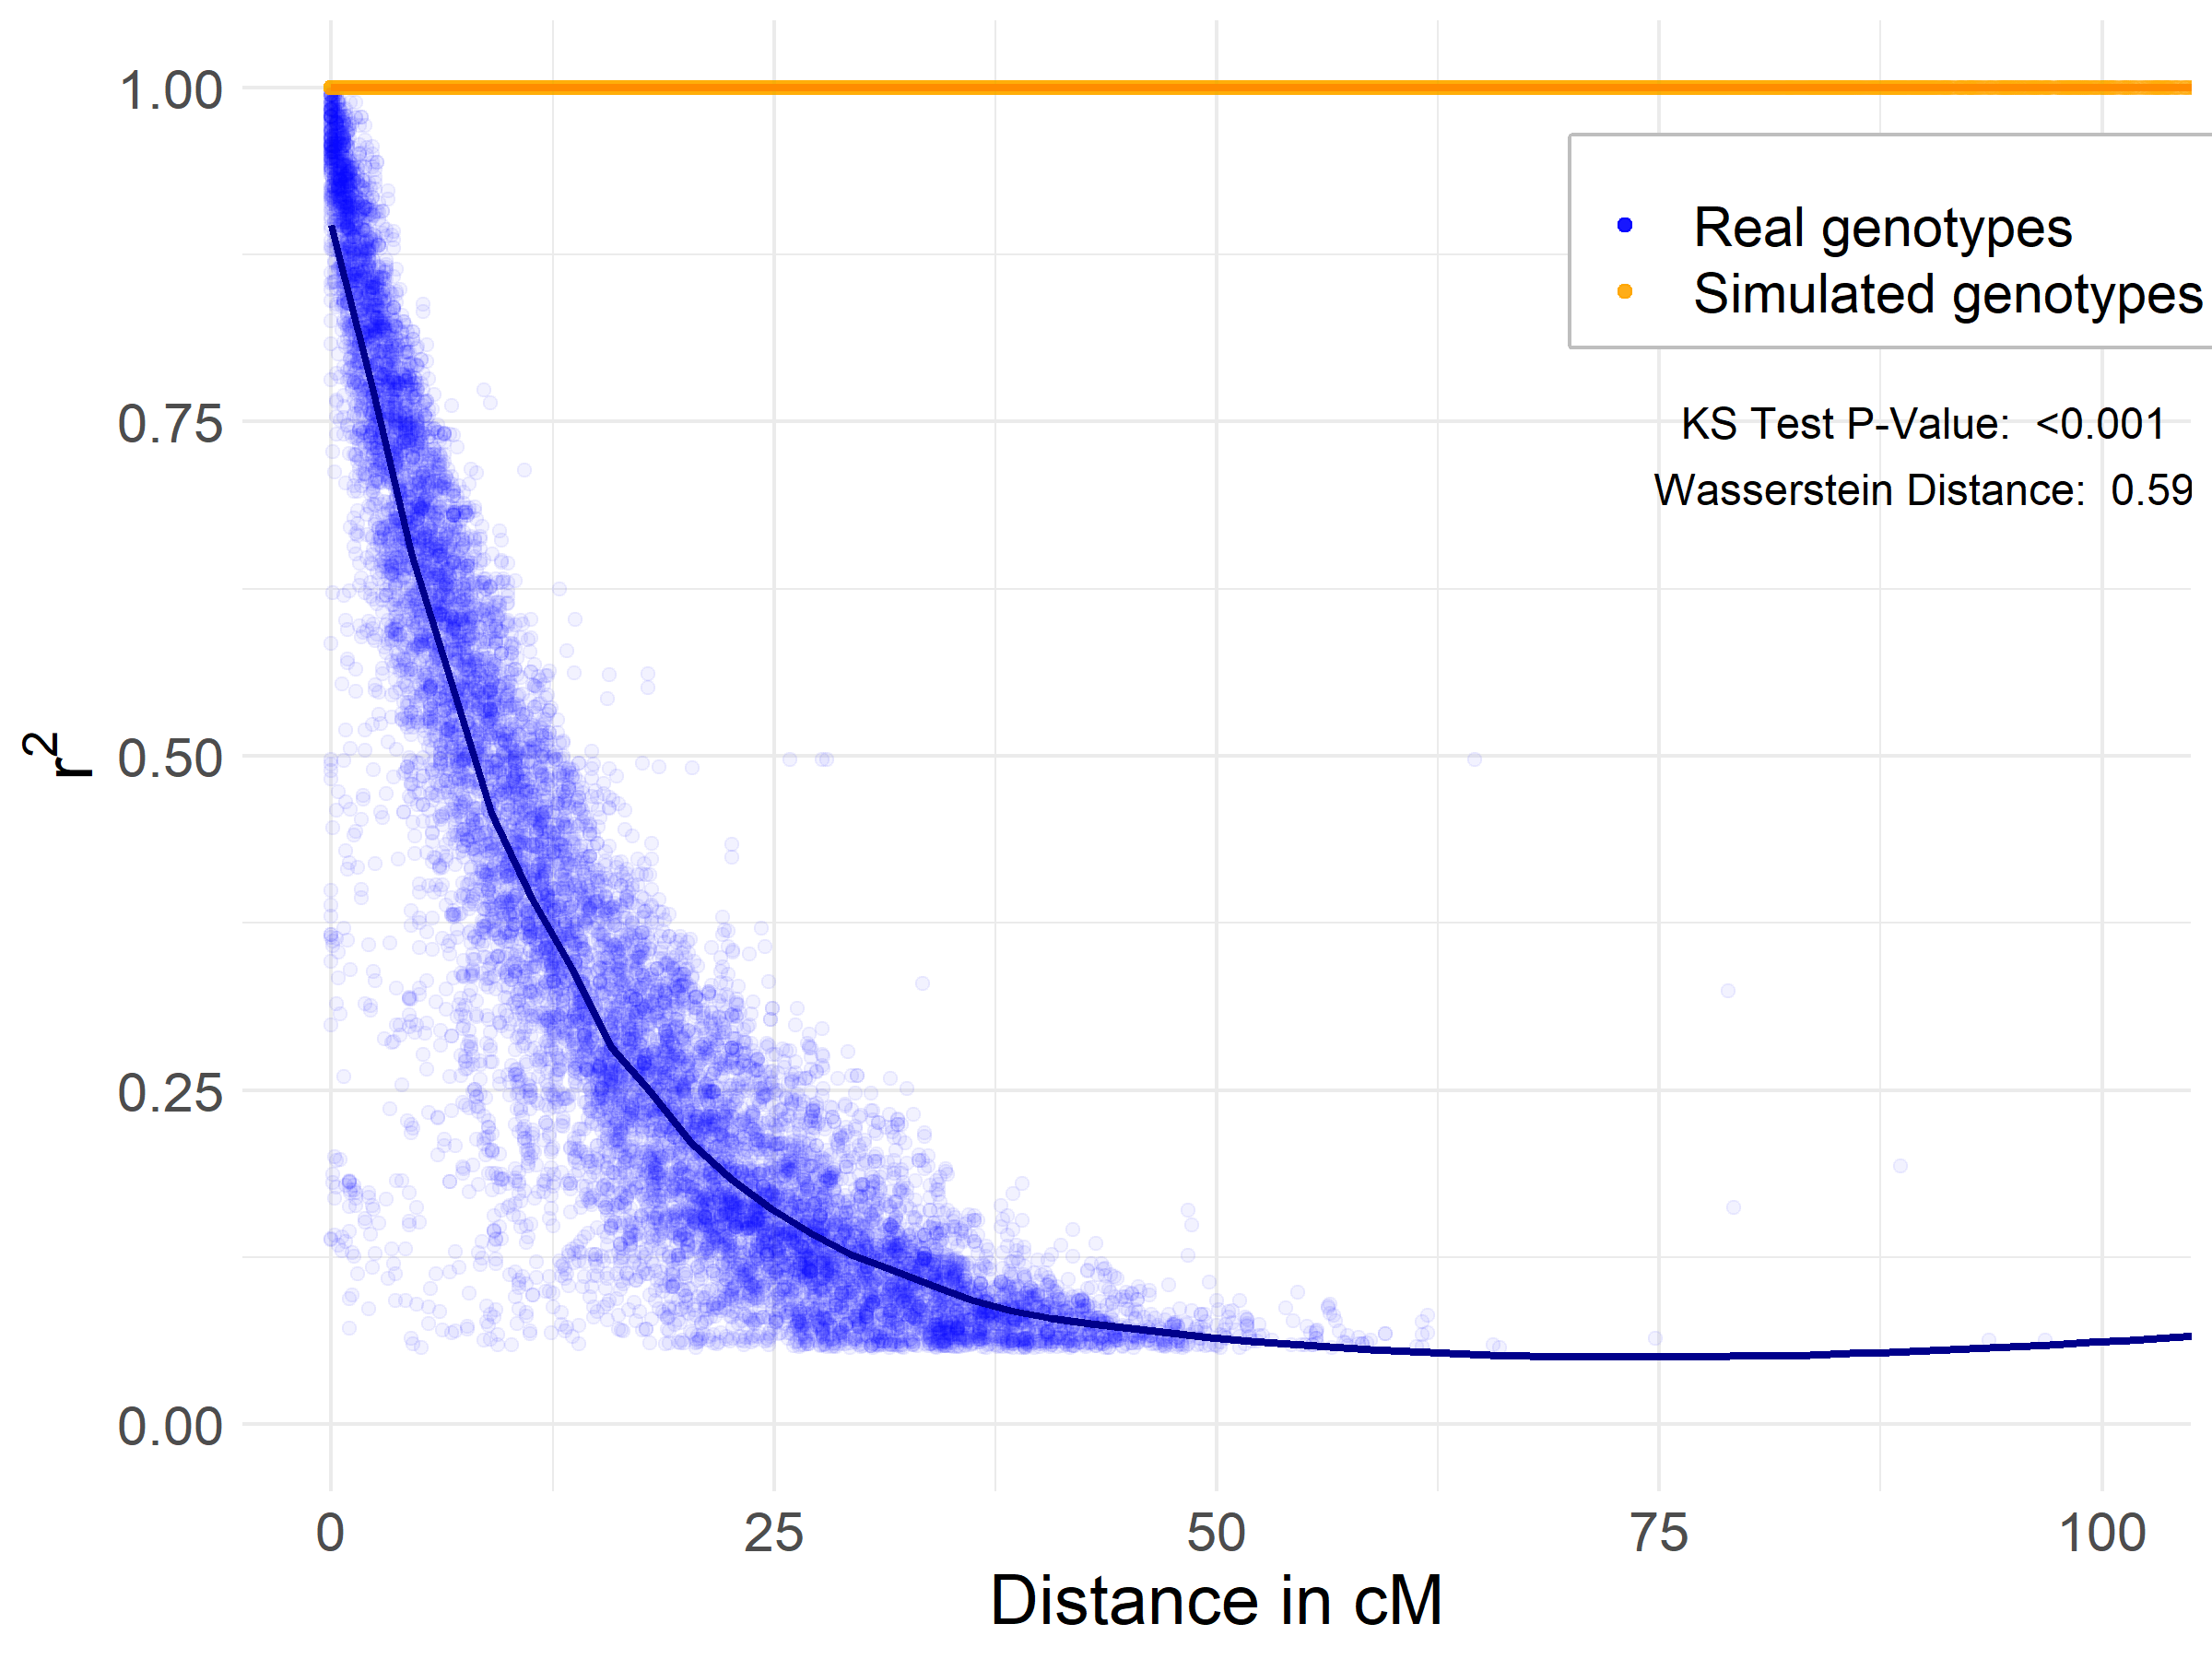 1.00
0.75
0.50
0.25
0.00
r²
Real genotypes
Simulated genotypes
KS Test P-Value: <0.001
Wasserstein Distance: 0.59
0 25 50 75 100
Distance in cM